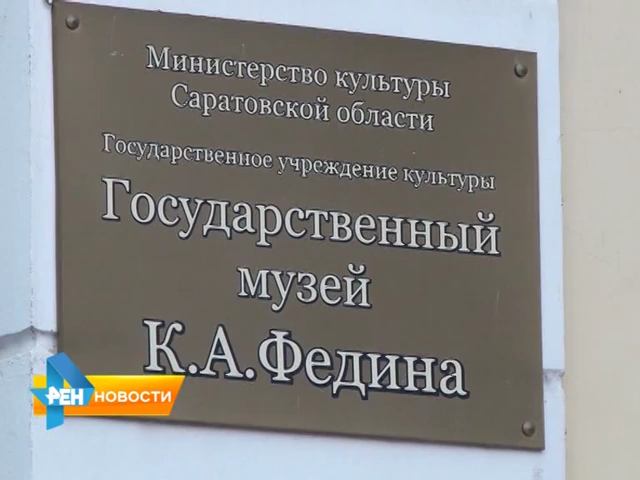 Министерство культуры
Саратовской области
Государственное учреждение культуры
Государственный
музей
К.А.Федина
РЕН НОВОСТИ